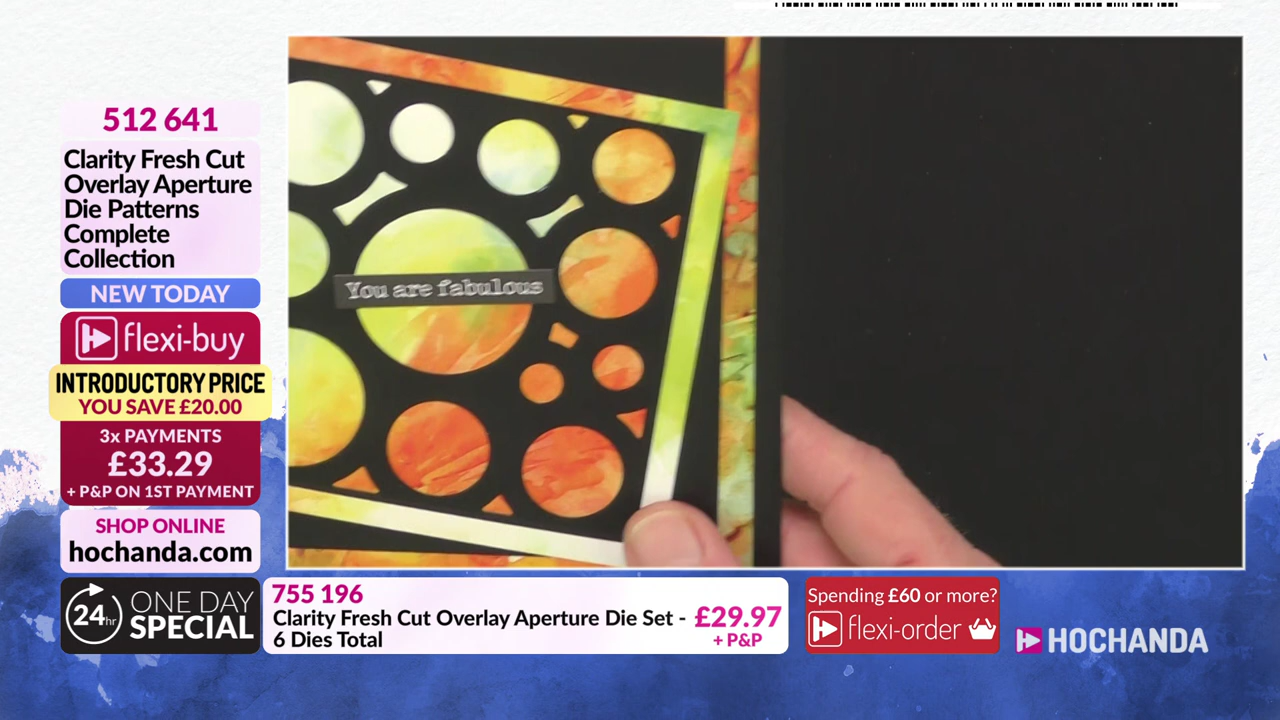 512 641
Clarity Fresh Cut
Overlay Aperture
Die Patterns
Complete
Collection
NEW TODAY
flexi-buy
INTRODUCTORY PRICE
YOU SAVE £20.00
3x PAYMENTS
£33.29
+ P&P ON 1ST PAYMENT
SHOP ONLINE
hochanda.com
You are fabulous
24hr
ONE DAY
SPECIAL
755 196
Clarity Fresh Cut Overlay Aperture Die Set -
6 Dies Total
£29.97
+ P&P
Spending £60 or more?
flexi-order
HOCHANDA